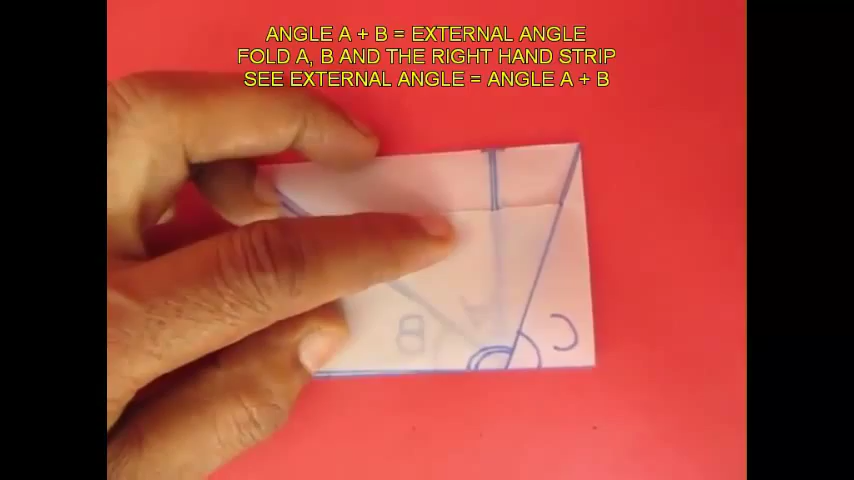 ANGLE A + B = EXTERNAL ANGLE
FOLD A, B AND THE RIGHT HAND STRIP
SEE EXTERNAL ANGLE = ANGLE A + B
A
B C